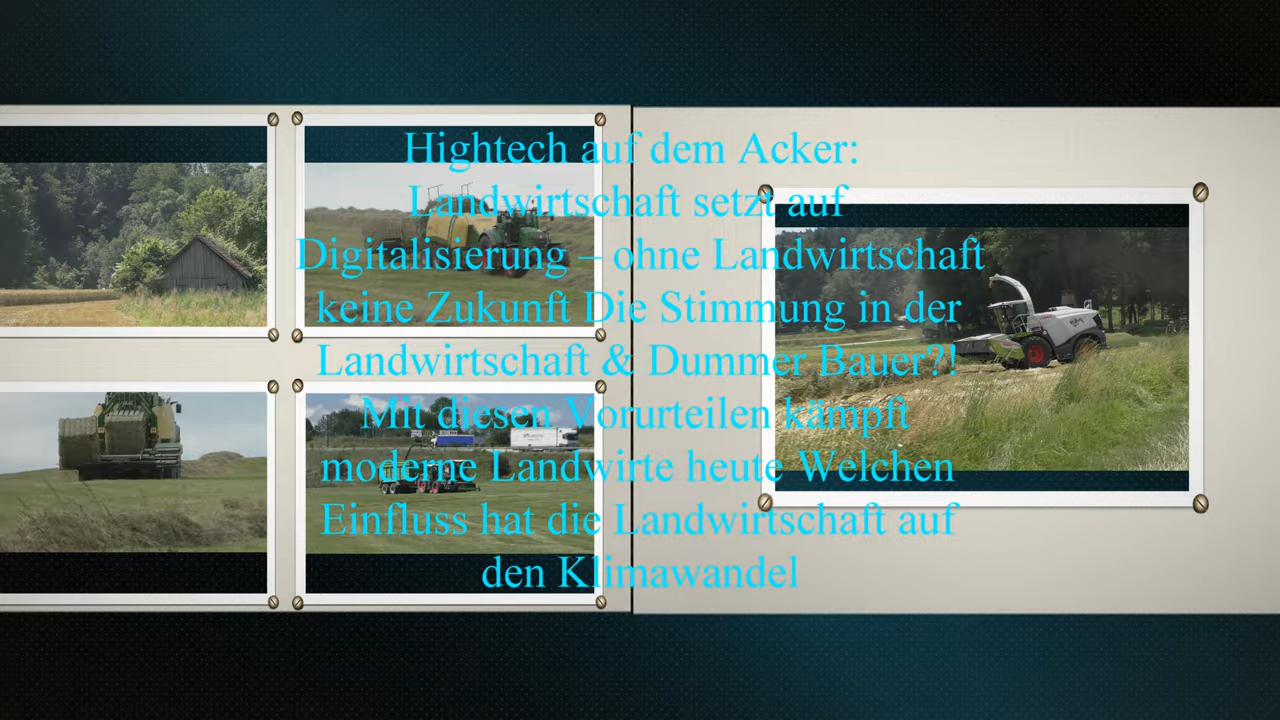 Hightech auf dem Acker:
Landwirtschaft setzt auf
Digitalisierung – ohne Landwirtschaft
keine Zukunft Die Stimmung in der
Landwirtschaft & Dummer Bauer?!
Mit diesen Vorurteilen kämpft
moderne Landwirte heute Welchen
Einfluss hat die Landwirtschaft auf
den Klimawandel